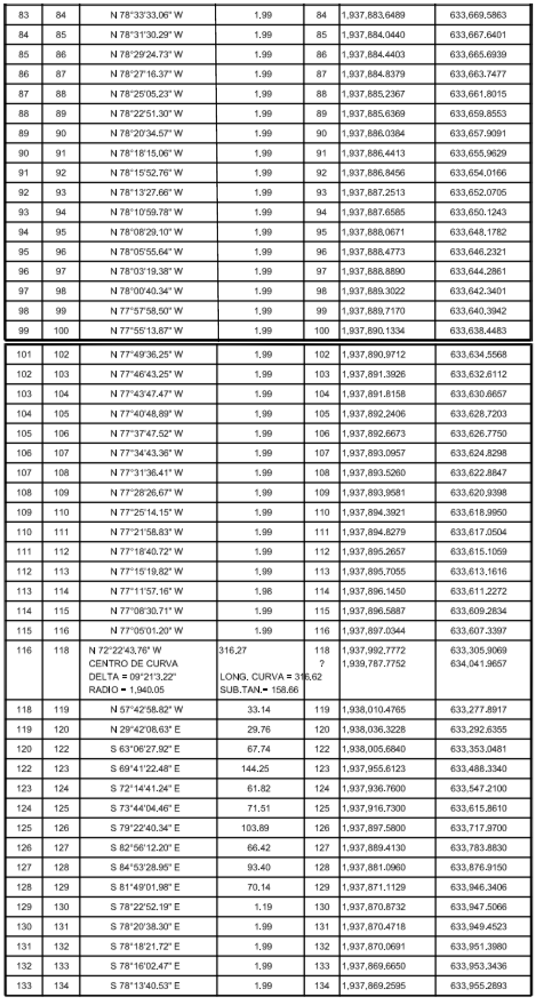 83 84 N 78°33'33.06" W 1.99 84 1,937,883.6489 633,669.5863
84 85 N 78°31'30.29" W 1.99 85 1,937,884.0440 633,667.6401
85 86 N 78°29'24.73" W 1.99 86 1,937,884.4403 633,665.6939
86 87 N 78°27'16.37" W 1.99 87 1,937,884.8379 633,663.7477
87 88 N 78°25'05.23" W 1.99 88 1,937,885.2367 633,661.8015
88 89 N 78°22'51.30" W 1.99 89 1,937,885.6369 633,659.8553
89 90 N 78°20'34.57" W 1.99 90 1,937,886.0384 633,657.9091
90 91 N 78°18'15.06" W 1.99 91 1,937,886.4413 633,655.9629
91 92 N 78°15'52.76" W 1.99 92 1,937,886.8456 633,654.0166
92 93 N 78°13'27.66" W 1.99 93 1,937,887.2513 633,652.0705
93 94 N 78°10'59.78" W 1.99 94 1,937,887.6585 633,650.1243
94 95 N 78°08'29.10" W 1.99 95 1,937,888.0671 633,648.1782
95 96 N 78°05'55.64" W 1.99 96 1,937,888.4773 633,646.2321
96 97 N 78°03'19.38" W 1.99 97 1,937,888.8890 633,644.2861
97 98 N 78°00'40.34" W 1.99 98 1,937,889.3022 633,642.3401
98 99 N 77°57'58.50" W 1.99 99 1,937,889.7170 633,640.3942
99 100 N 77°55'13.87" W 1.99 100 1,937,890.1334 633,638.4483
101 102 N 77°49'36.25" W 1.99 102 1,937,890.9712 633,634.5568
102 103 N 77°46'43.25" W 1.99 103 1,937,891.3926 633,632.6112
103 104 N 77°43'47.47" W 1.99 104 1,937,891.8158 633,630.6657
104 105 N 77°40'48.89" W 1.99 105 1,937,892.2406 633,628.7203
105 106 N 77°37'47.52" W 1.99 106 1,937,892.6673 633,626.7750
106 107 N 77°34'43.36" W 1.99 107 1,937,893.0957 633,624.8298
107 108 N 77°31'36.41" W 1.99 108 1,937,893.5260 633,622.8847
108 109 N 77°28'26.67" W 1.99 109 1,937,893.9581 633,620.9398
109 110 N 77°25'14.15" W 1.99 110 1,937,894.3921 633,618.9950
110 111 N 77°21'58.83" W 1.99 111 1,937,894.8279 633,617.0504
111 112 N 77°18'40.72" W 1.99 112 1,937,895.2657 633,615.1059
112 113 N 77°15'19.82" W 1.99 113 1,937,895.7055 633,613.1616
113 114 N 77°11'57.16" W 1.98 114 1,937,896.1450 633,611.2272
114 115 N 77°08'30.71" W 1.99 115 1,937,896.5887 633,609.2834
115 116 N 77°05'01.20" W 1.99 116 1,937,897.0344 633,607.3397
116 118 N 72°22'43.76" W 316.27 118 1,937,992.7772 633,305.9069
CENTRO DE CURVA ? 1,939,787.7752 634,041.9657
DELTA = 09°21'3.22" LONG. CURVA = 316.62
RADIO = 1,940.05 SUB.TAN.= 158.66
118 119 N 57°42'58.82" W 33.14 119 1,938,010.4765 633,277.8917
119 120 N 29°42'08.63" E 29.76 120 1,938,036.3228 633,292.6355
120 122 S 63°06'27.92" E 67.74 122 1,938,005.6840 633,353.0481
122 123 S 69°41'22.48" E 144.25 123 1,937,955.6123 633,488.3340
123 124 S 72°14'41.24" E 61.82 124 1,937,936.7600 633,547.2100
124 125 S 73°44'04.46" E 71.51 125 1,937,916.7300 633,615.8610
125 126 S 79°22'40.34" E 103.89 126 1,937,897.5800 633,717.9700
126 127 S 82°56'12.20" E 66.42 127 1,937,889.4130 633,783.8830
127 128 S 84°53'28.95" E 93.40 128 1,937,881.0960 633,876.9150
128 129 S 81°49'01.98" E 70.14 129 1,937,871.1129 633,946.3406
129 130 S 78°22'52.19" E 1.19 130 1,937,870.8732 633,947.5066
130 131 S 78°20'38.30" E 1.99 131 1,937,870.4718 633,949.4523
131 132 S 78°18'21.72" E 1.99 132 1,937,870.0691 633,951.3980
132 133 S 78°16'02.47" E 1.99 133 1,937,869.6650 633,953.3436
133 134 S 78°13'40.53" E 1.99 134 1,937,869.2595 633,955.2893